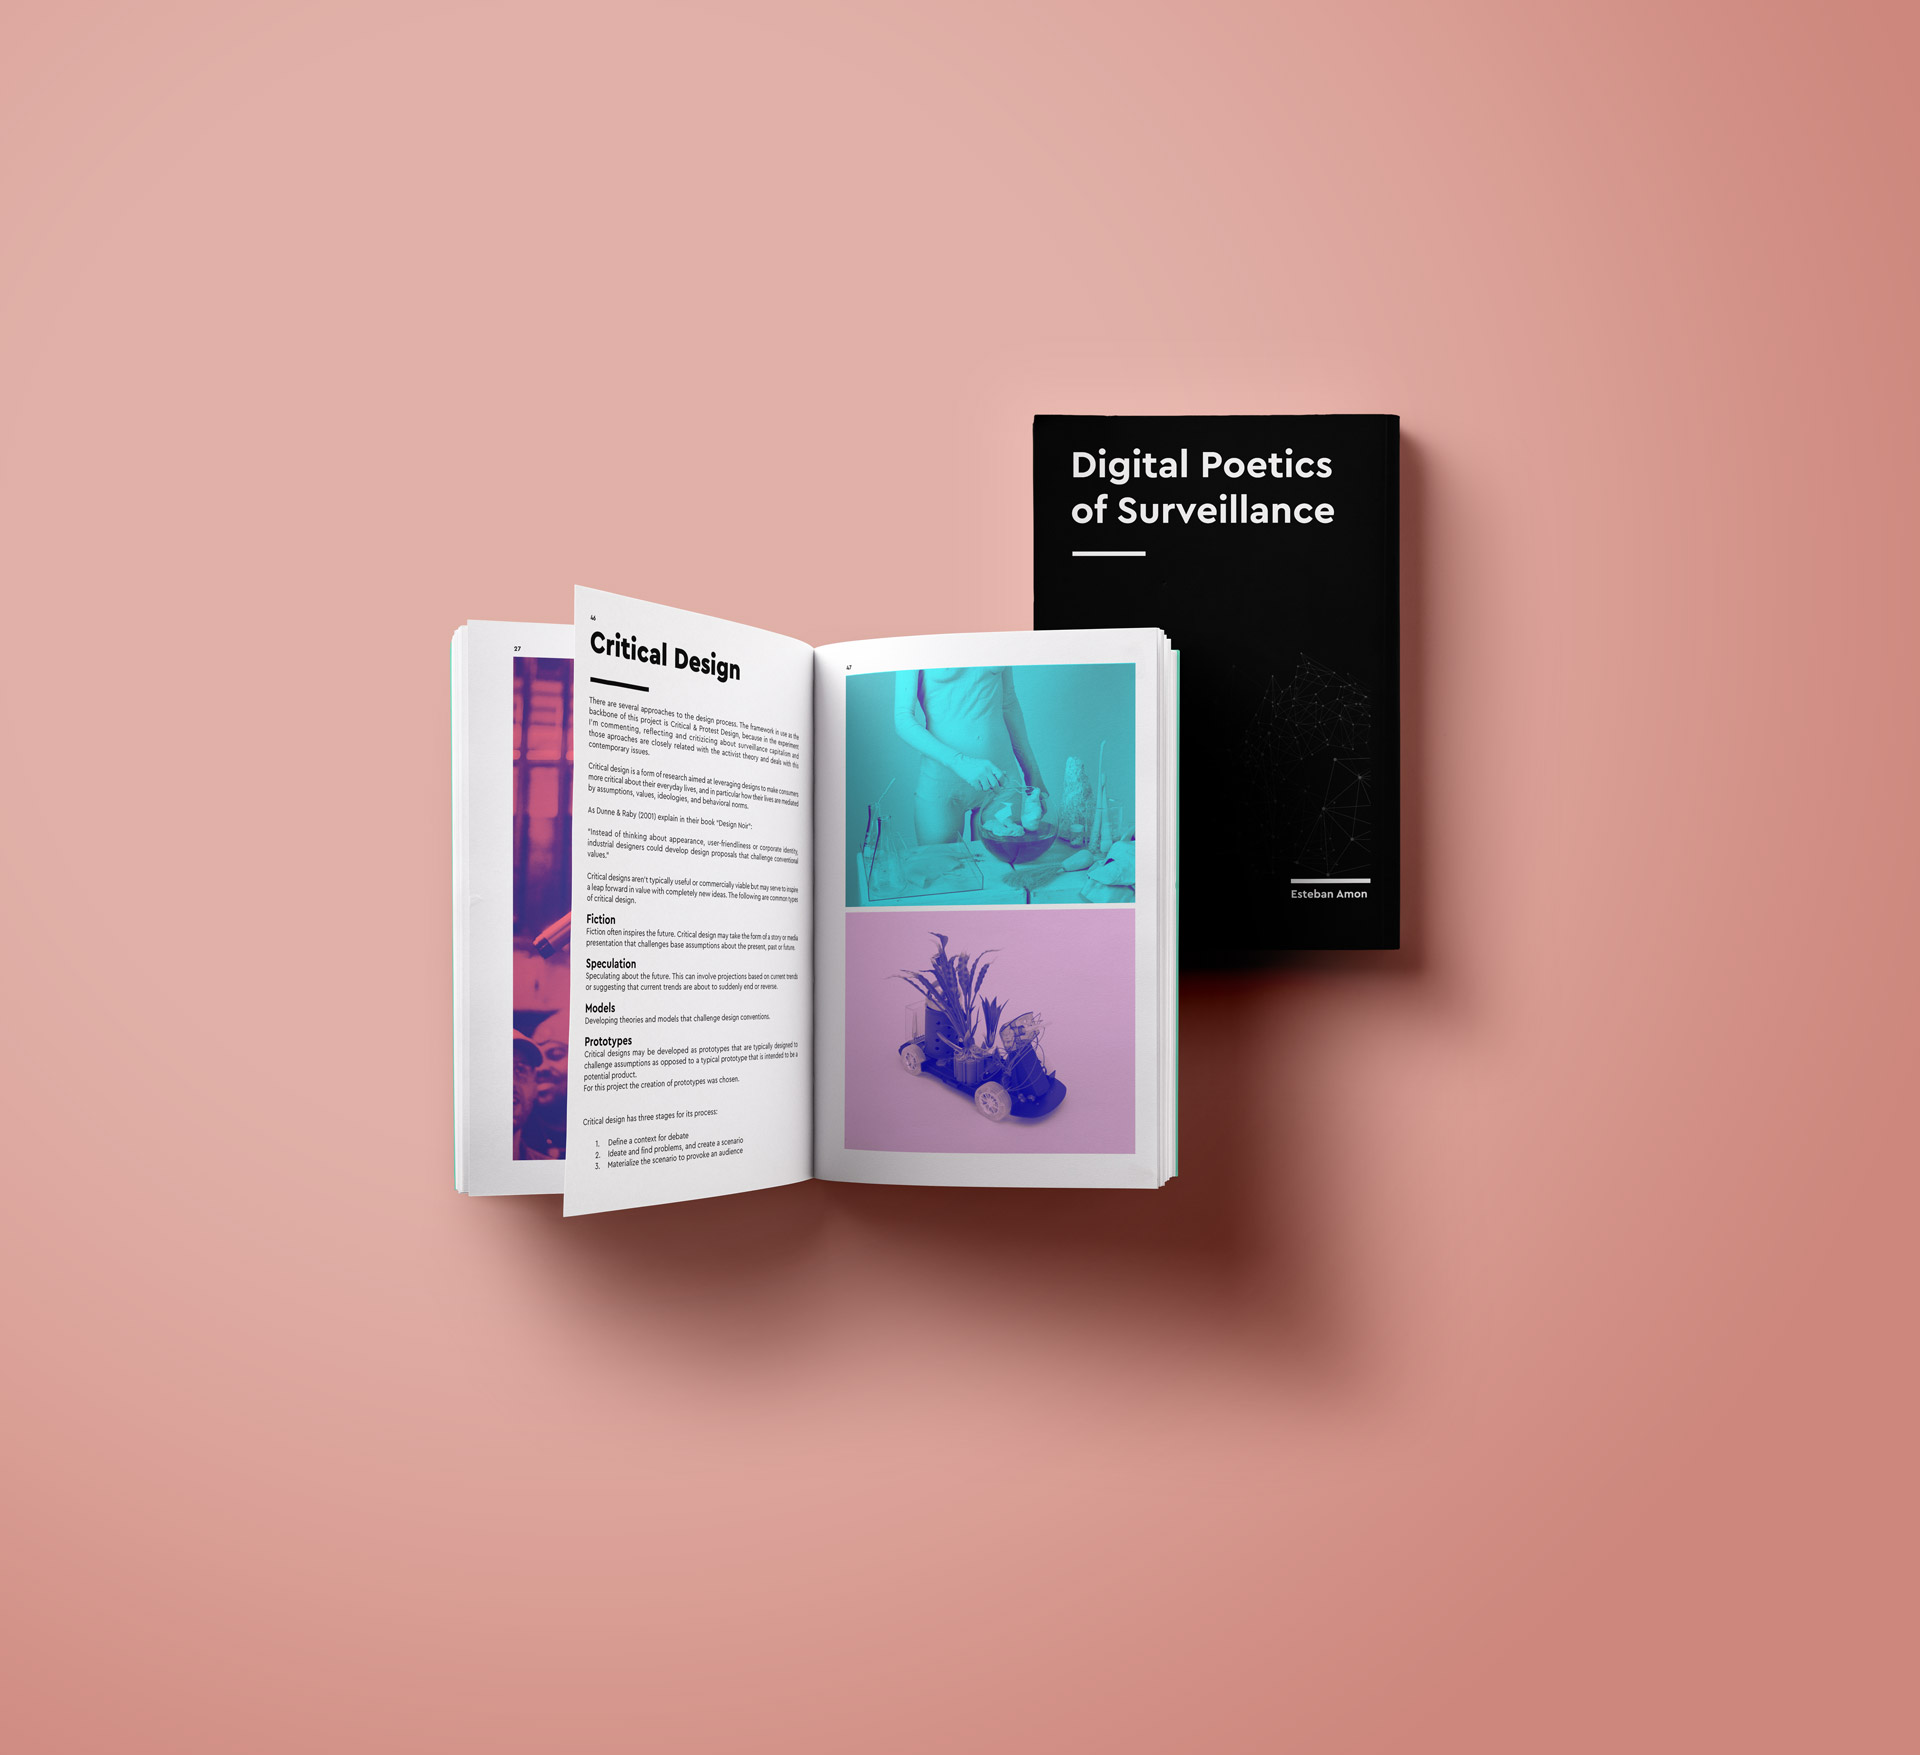 Digital Poetics
of Surveillance
Esteban Amon
27
46
Critical Design
There are several approaches to the design process. The framework in use as the
backbone of this project is Critical & Protest Design, because in the experiment
I'm commenting, reflecting and critizicing about surveillance capitalism and
those aproaches are closely related with the activist theory and deals with this
contemporary issues.
Critical design is a form of research aimed at leveraging designs to make consumers
more critical about their everyday lives, and in particular how their lives are mediated
by assumptions, values, ideologies, and behavioral norms.
As Dunne & Raby (2001) explain in their book "Design Noir":
"Instead of thinking about appearance, user-friendliness or corporate identity,
industrial designers could develop design proposals that challenge conventional
values."
Critical designs aren't typically useful or commercially viable but may serve to inspire
a leap forward in value with completely new ideas. The following are common types
of critical design.
Fiction
Fiction often inspires the future. Critical design may take the form of a story or media
presentation that challenges base assumptions about the present, past or future.
Speculation
Speculating about the future. This can involve projections based on current trends
or suggesting that current trends are about to suddenly end or reverse.
Models
Developing theories and models that challenge design conventions.
Prototypes
Critical designs may be developed as prototypes that are typically designed to
challenge assumptions as opposed to a typical prototype that is intended to be a
potential product.
For this project the creation of prototypes was chosen.
Critical design has three stages for its process:
1. Define a context for debate
2. Ideate and find problems, and create a scenario
3. Materialize the scenario to provoke an audience
47